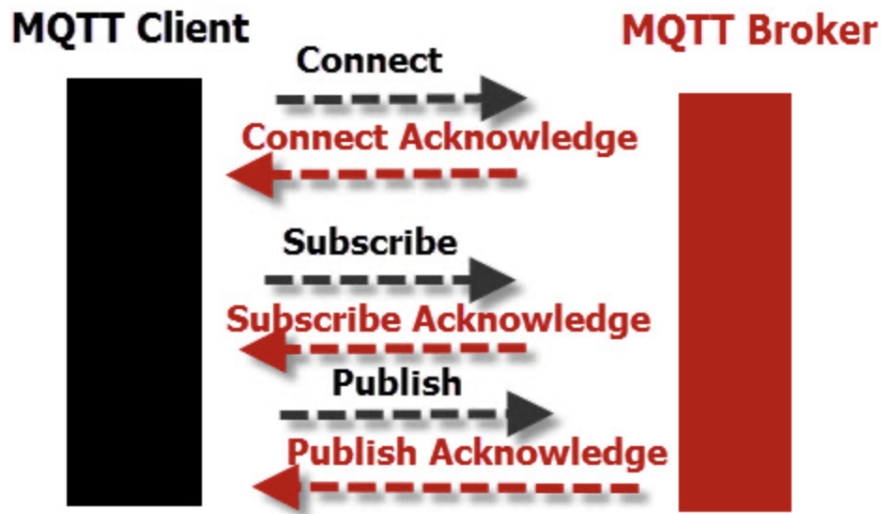 MQTT Client
MQTT Broker
Connect
Connect Acknowledge
Subscribe
Subscribe Acknowledge
Publish
Publish Acknowledge